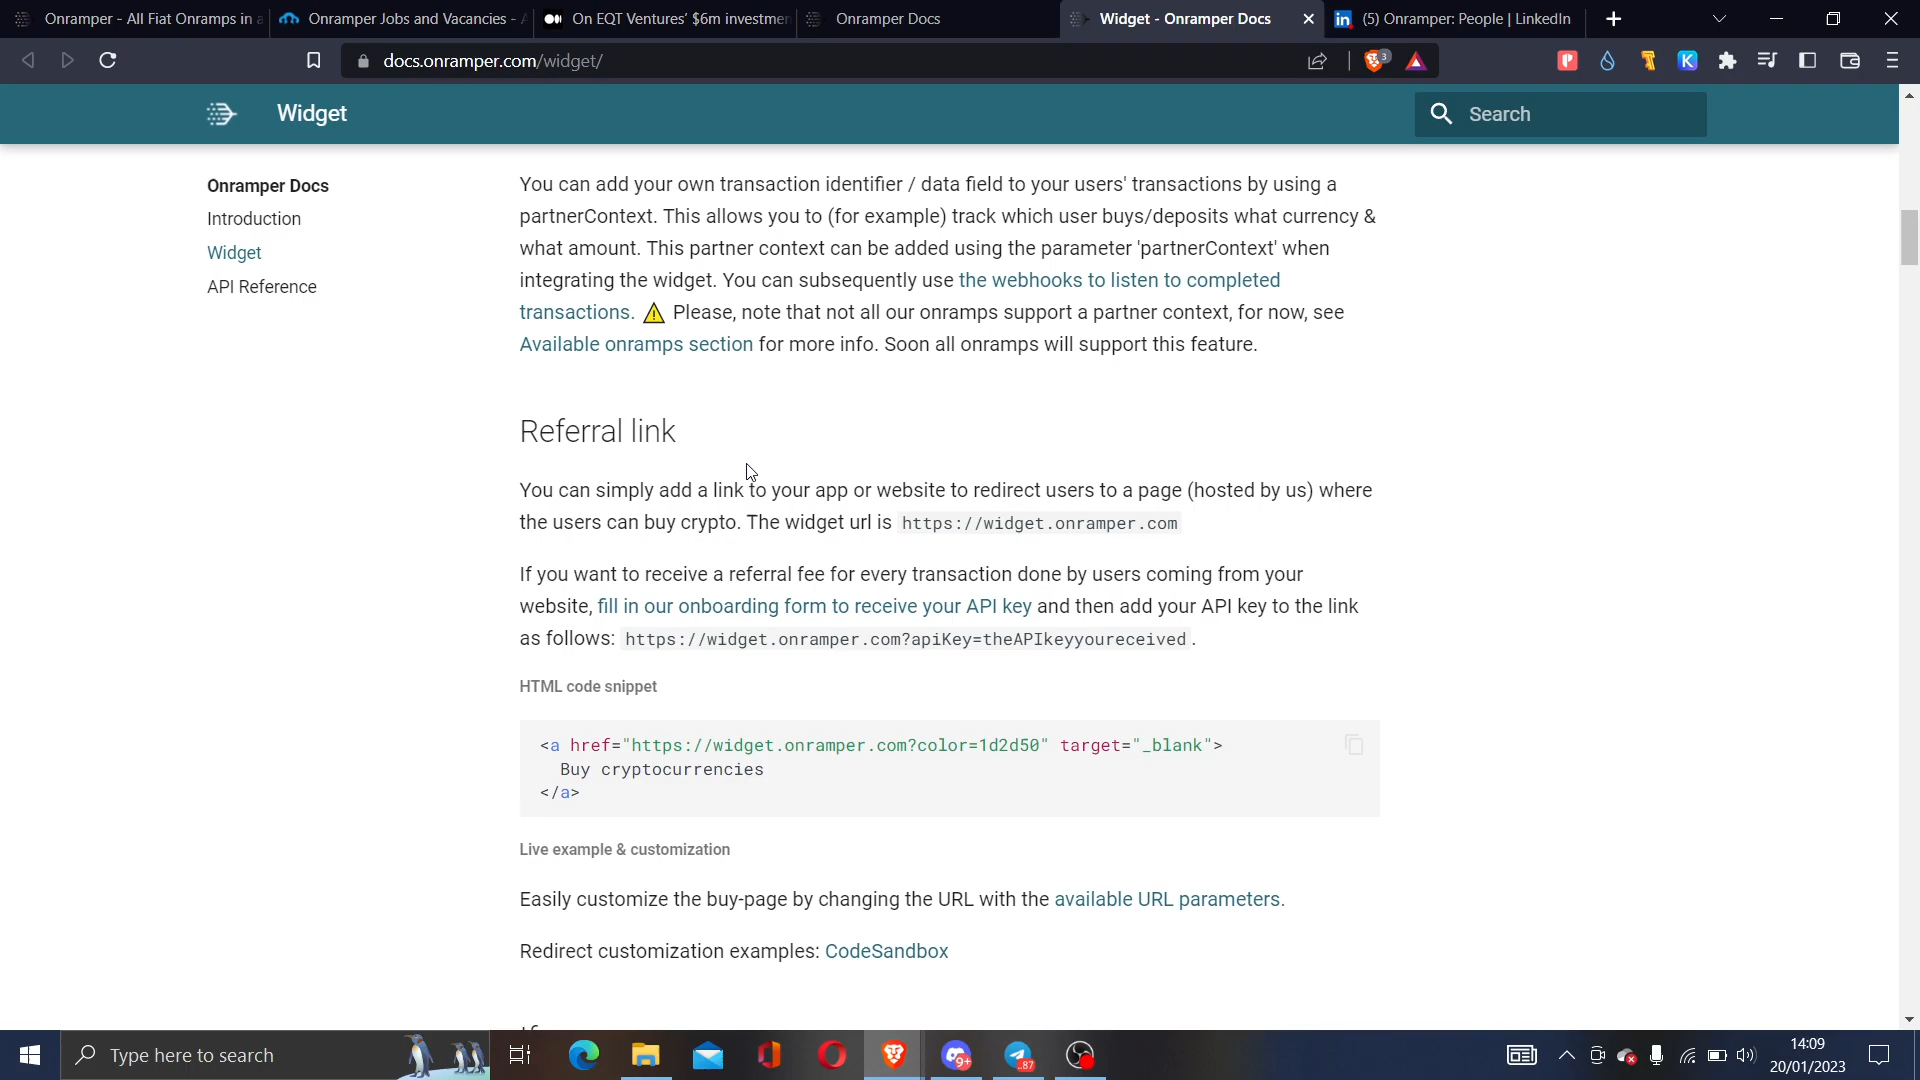 Onramper - All Fiat Onramps in a
Onramper Jobs and Vacancies - A
On EQT Ventures' $6m investmen
Onramper Docs
Widget - Onramper Docs
(5) Onramper: People | LinkedIn
docs.onramper.com/widget/
3
Widget
Search
Onramper Docs
Introduction
Widget
API Reference
You can add your own transaction identifier / data field to your users' transactions by using a
partnerContext. This allows you to (for example) track which user buys/deposits what currency &
what amount. This partner context can be added using the parameter 'partnerContext' when
integrating the widget. You can subsequently use the webhooks to listen to completed
transactions. ⚠ Please, note that not all our onramps support a partner context, for now, see
Available onramps section for more info. Soon all onramps will support this feature.
Referral link
You can simply add a link to your app or website to redirect users to a page (hosted by us) where
the users can buy crypto. The widget url is https://widget.onramper.com
If you want to receive a referral fee for every transaction done by users coming from your
website, fill in our onboarding form to receive your API key and then add your API key to the link
as follows: https://widget.onramper.com?apiKey=theAPIkeyyoureceived.
HTML code snippet
<a href="https://widget.onramper.com?color=1d2d50" target="_blank">
Buy cryptocurrencies
</a>
Live example & customization
Easily customize the buy-page by changing the URL with the available URL parameters.
Redirect customization examples: CodeSandbox
Type here to search
9+
..87
14:09
20/01/2023